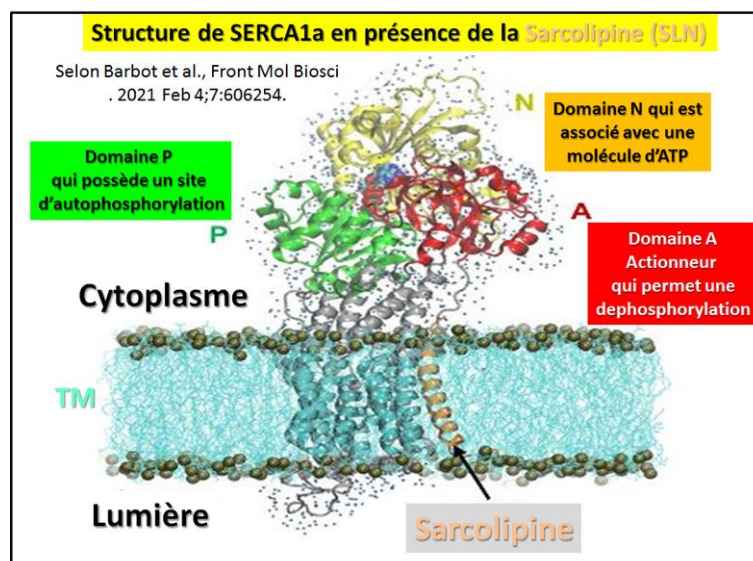 Structure de SERCA1a en présence de la Sarcolipine (SLN)
Selon Barbot et al., Front Mol Biosci
. 2021 Feb 4;7:606254.
N
Domaine N qui est
associé avec une
molécule d'ATP
Domaine P
qui possède un site
d'autophosphorylation
P
A
Domaine A
Actionneur
qui permet une
dephosphorylation
Cytoplasme
TM
Lumière
Sarcolipine